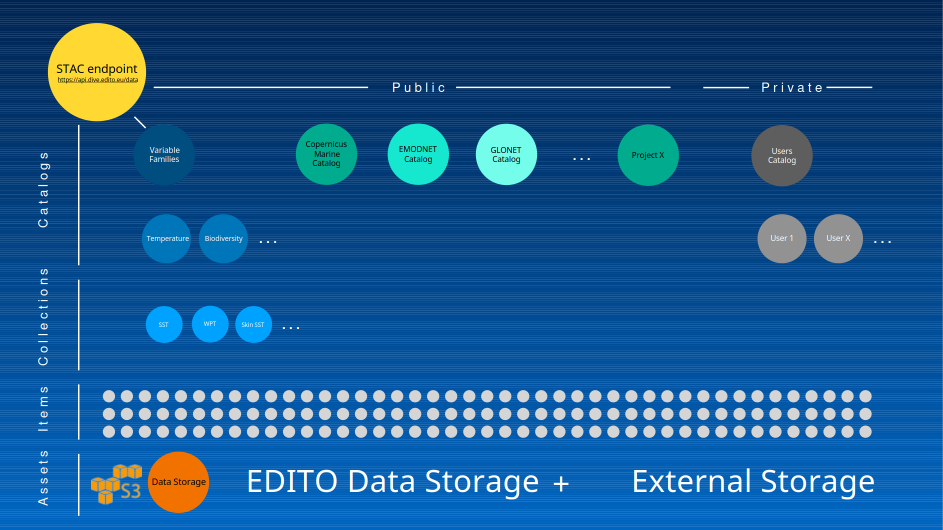 STAC endpoint
https://api.dive.edito.eu/data
Public
Private
Catalogs
Variable
Families
Copernicus
Marine
Catalog
EMODNET
Catalog
GLONET
Catalog
...
Project X
Users
Catalog
Temperature
Biodiversity
...
User 1
User X
...
Collections
SST
WPT
Skin SST
...
Items
Assets
S3
Data Storage
EDITO Data Storage +
External Storage